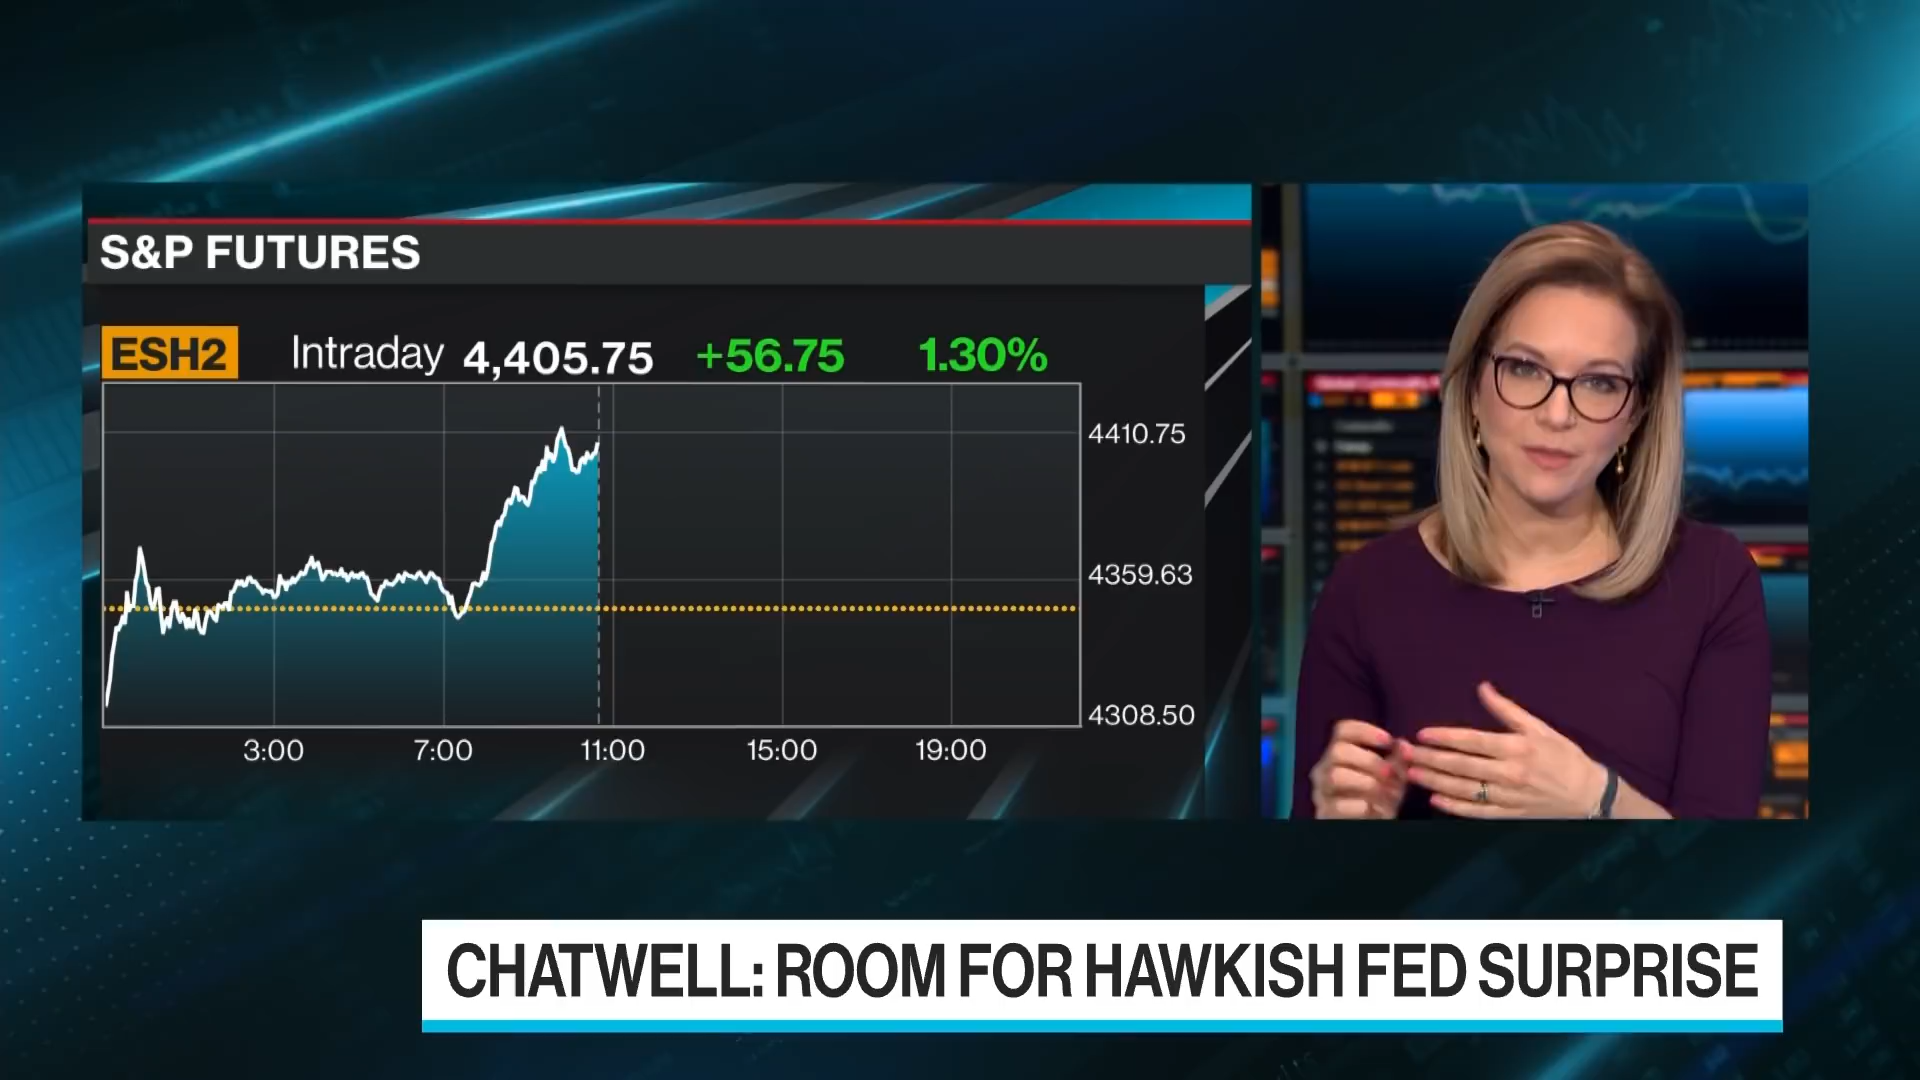 S&P FUTURES
ESH2 Intraday 4,405.75 +56.75 1.30%
4410.75
4359.63
4308.50
3:00 7:00 11:00 15:00 19:00
CHATWELL: ROOM FOR HAWKISH FED SURPRISE